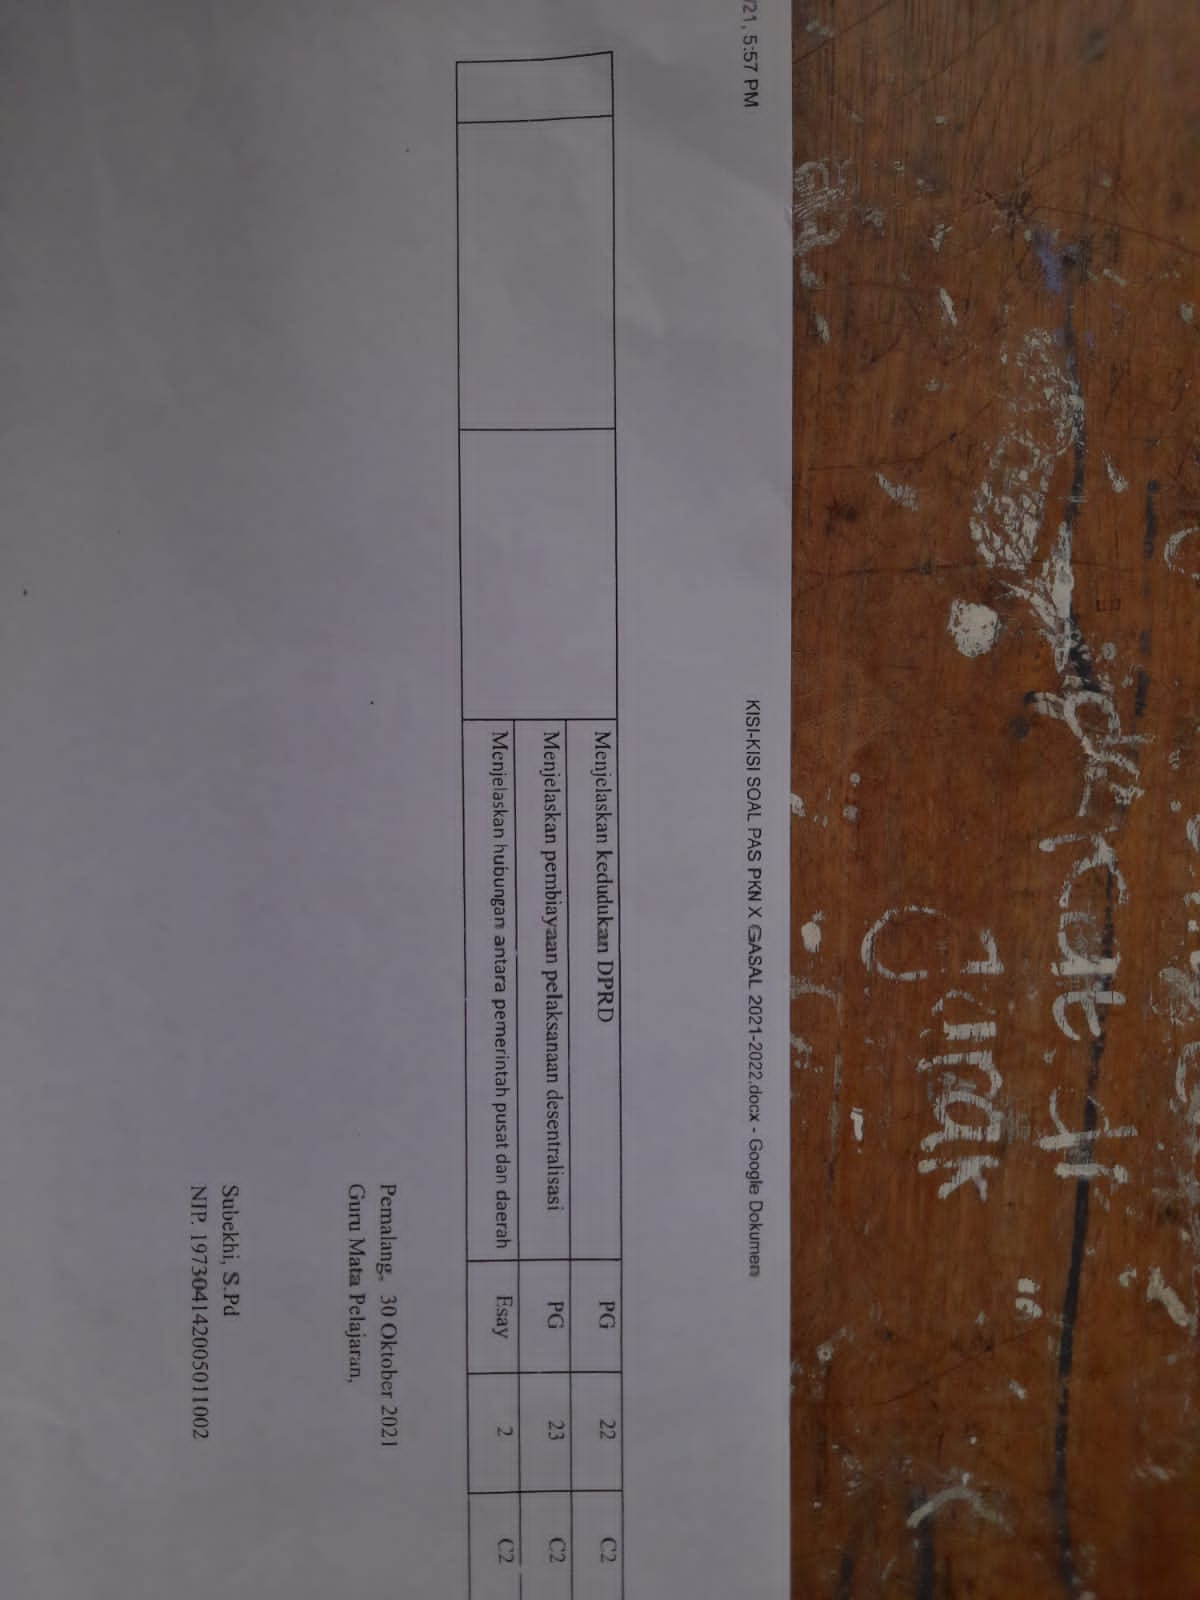 /21, 5:57 PM
KISI-KISI SOAL PAS PKN X GASAL 2021-2022.docx - Google Dokumen
Menjelaskan kedudukan DPRD PG 22 C2
Menjelaskan pembiayaan pelaksanaan desentralisasi PG 23 C2
Menjelaskan hubungan antara pemerintah pusat dan daerah Esay 2 C2
Pemalang, 30 Oktober 2021
Guru Mata Pelajaran,
Subekhi, S.Pd
NIP. 197304142005011002